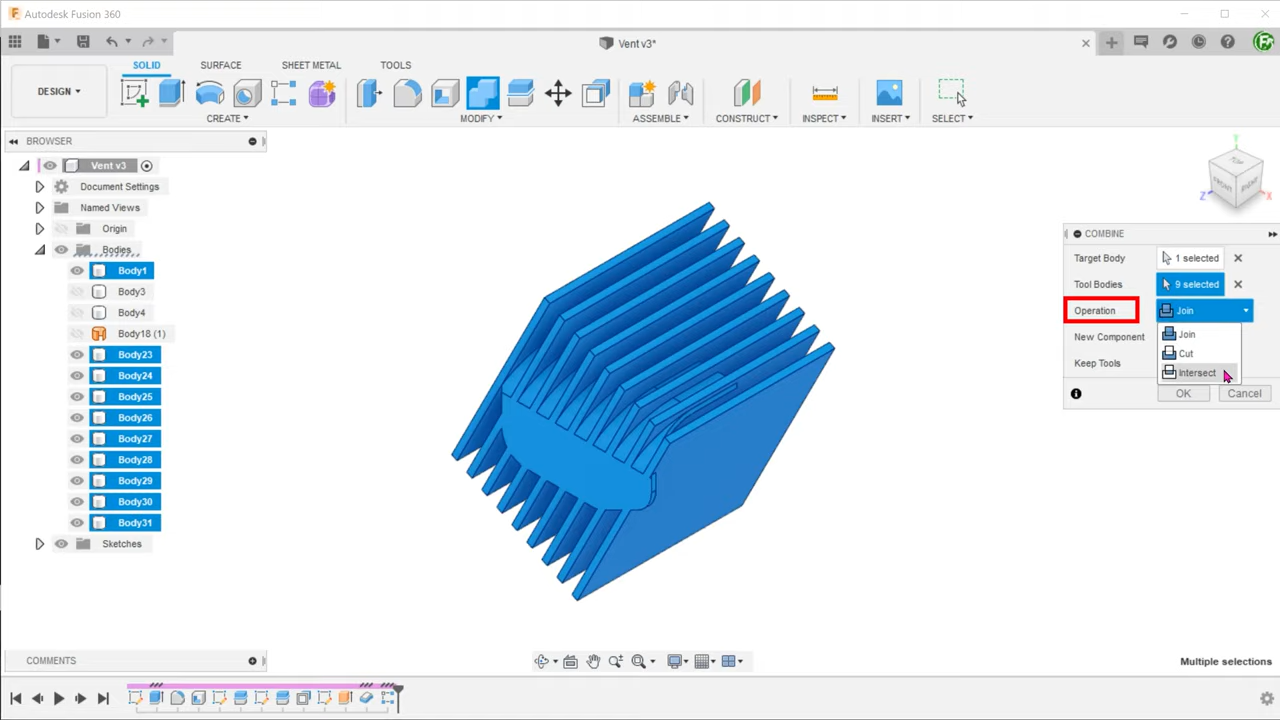 Autodesk Fusion 360
Vent v3*
SOLID SURFACE SHEET METAL TOOLS
DESIGN
CREATE MODIFY ASSEMBLE CONSTRUCT INSPECT INSERT SELECT
BROWSER
Vent v3
Document Settings
Named Views
Origin
Bodies
Body1
Body3
Body4
Body18 (1)
Body23
Body24
Body25
Body26
Body27
Body28
Body29
Body30
Body31
Sketches
TOP
FRONT RIGHT
Y
Z X
COMBINE
Target Body 1 selected
Tool Bodies 9 selected
Operation Join
Join
New Component
Cut
Keep Tools
Intersect
OK Cancel
COMMENTS
Multiple selections